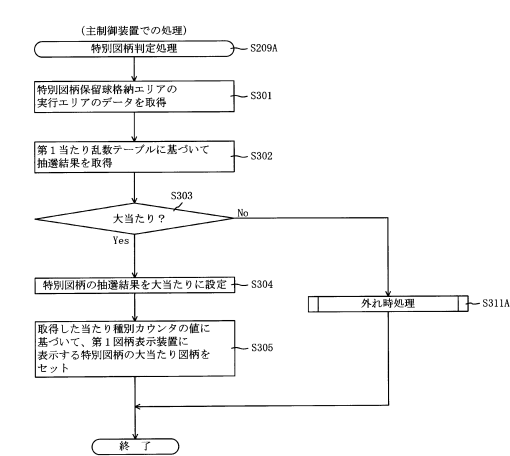 (主制御装置での処理)
特別図柄判定処理
S209A
特別図柄保留球格納エリアの
実行エリアのデータを取得
S301
第1当たり乱数テーブルに基づいて
抽選結果を取得
S302
S303
大当たり?
No
Yes
特別図柄の抽選結果を大当たりに設定
S304
外れ時処理
S311A
取得した当たり種別カウンタの値に
基づいて、第1図柄表示装置に
表示する特別図柄の大当たり図柄を
セット
S305
終 了